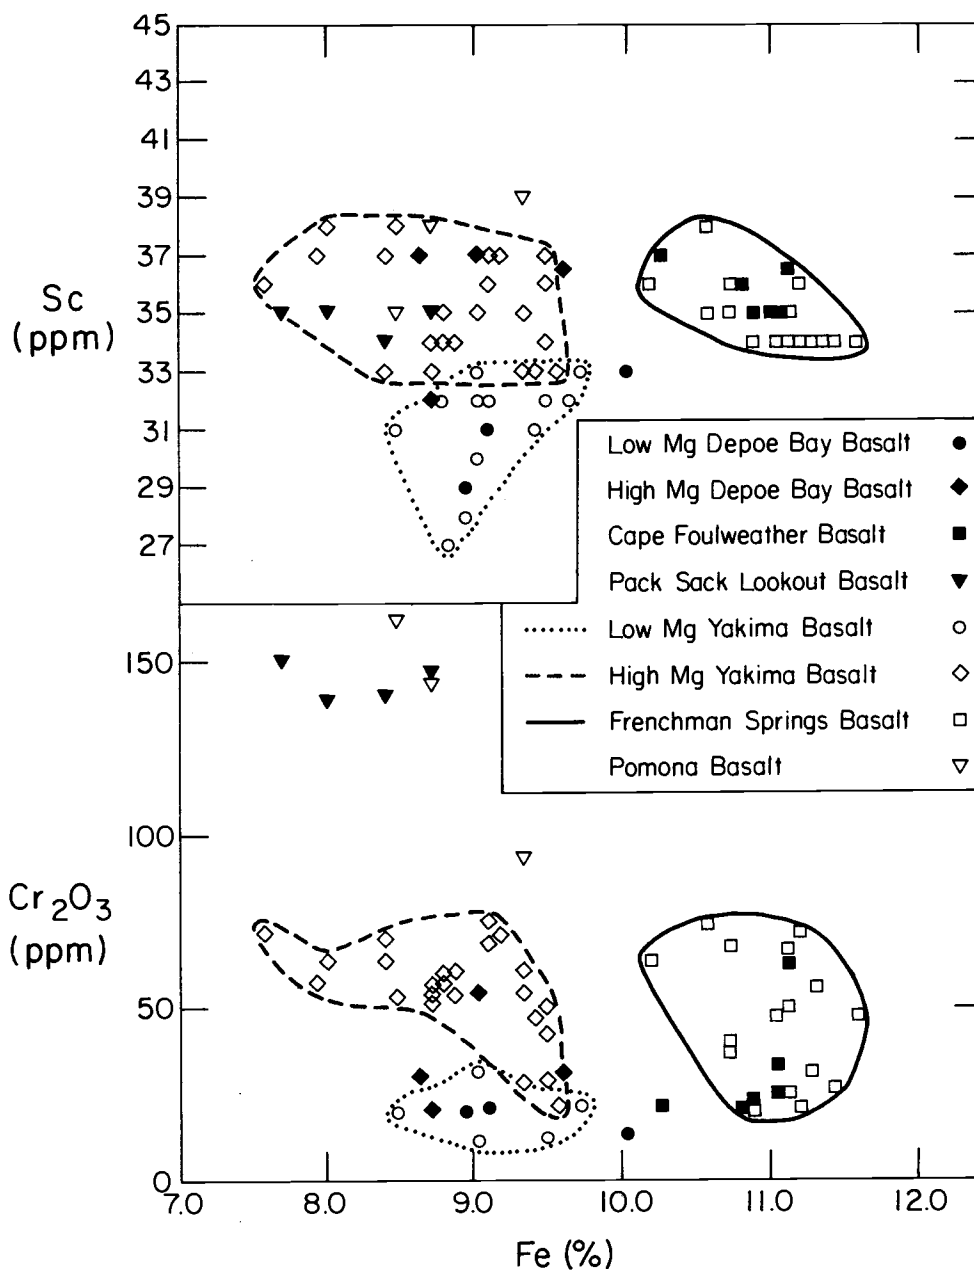 45
43
41
39
37
35
33
31
29
27
Sc
(ppm)
Low Mg Depoe Bay Basalt
High Mg Depoe Bay Basalt
Cape Foulweather Basalt
Pack Sack Lookout Basalt
Low Mg Yakima Basalt
High Mg Yakima Basalt
Frenchman Springs Basalt
Pomona Basalt
150
100
50
0
Cr₂O₃
(ppm)
7.0 8.0 9.0 10.0 11.0 12.0
Fe (%)